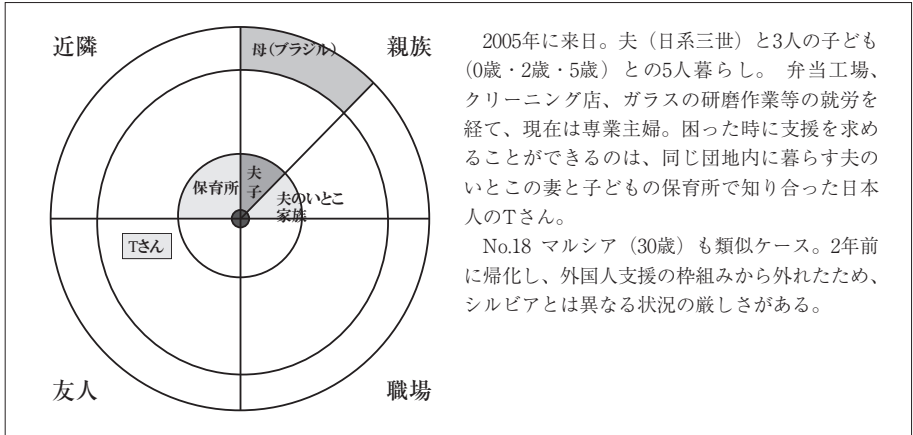 近隣
親族
母(ブラジル)
保育所
夫
子
夫のいとこ
家族
Tさん
友人
職場
2005年に来日。夫（日系三世）と3人の子ども
(0歳・2歳・5歳）との5人暮らし。 弁当工場、
クリーニング店、ガラスの研磨作業等の就労を
経て、現在は専業主婦。困った時に支援を求め
ることができるのは、同じ団地内に暮らす夫の
いとこの妻と子どもの保育所で知り合った日本
人のTさん。
No.18 マルシア（30歳）も類似ケース。2年前
に帰化し、外国人支援の枠組みから外れたため、
シルビアとは異なる状況の厳しさがある。